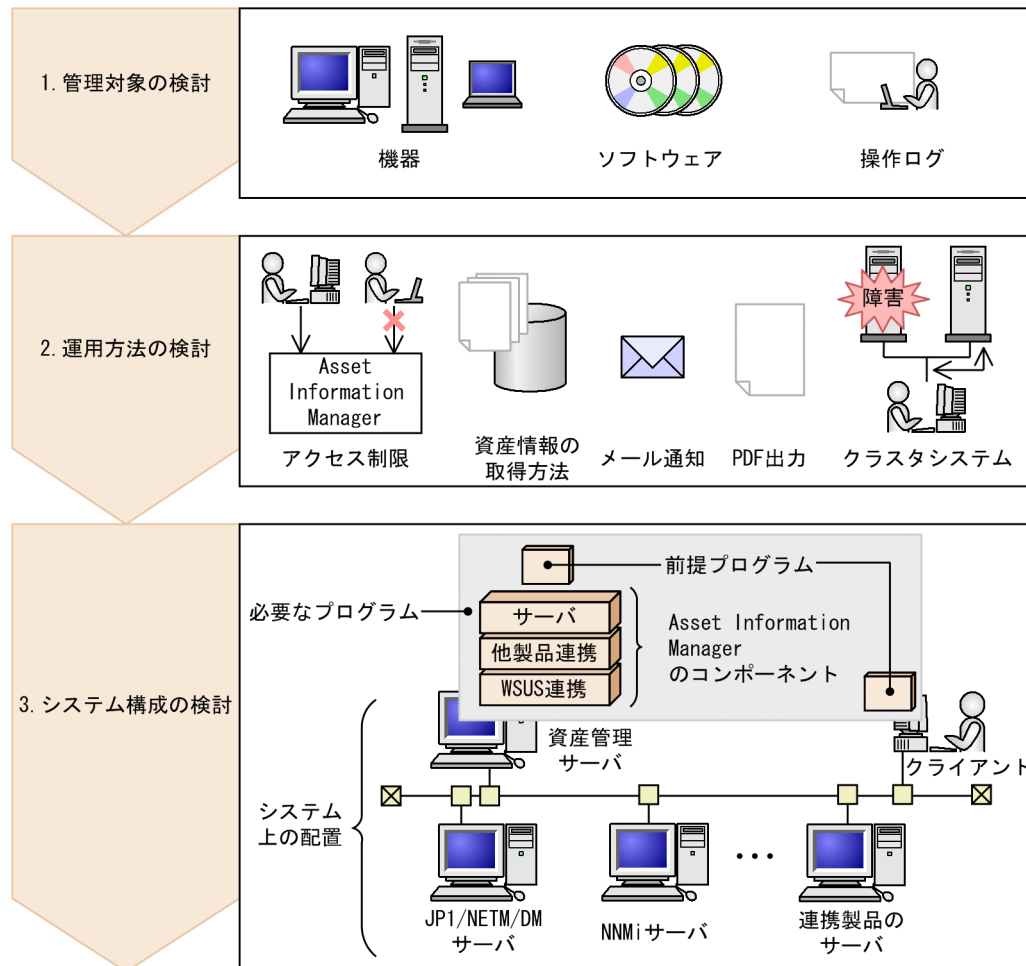 1.管理対象の検討
機器
ソフトウェア
操作ログ
2.運用方法の検討
Asset
Information
Manager
アクセス制限
資産情報の
取得方法
メール通知
PDF出力
障害
クラスタシステム
3.システム構成の検討
必要なプログラム
前提プログラム
サーバ
他製品連携
WSUS連携
Asset Information
Manager
のコンポーネント
資産管理
サーバ
クライアント
システム
上の配置
JP1/NETM/DM
サーバ
NNMiサーバ
...
連携製品の
サーバ